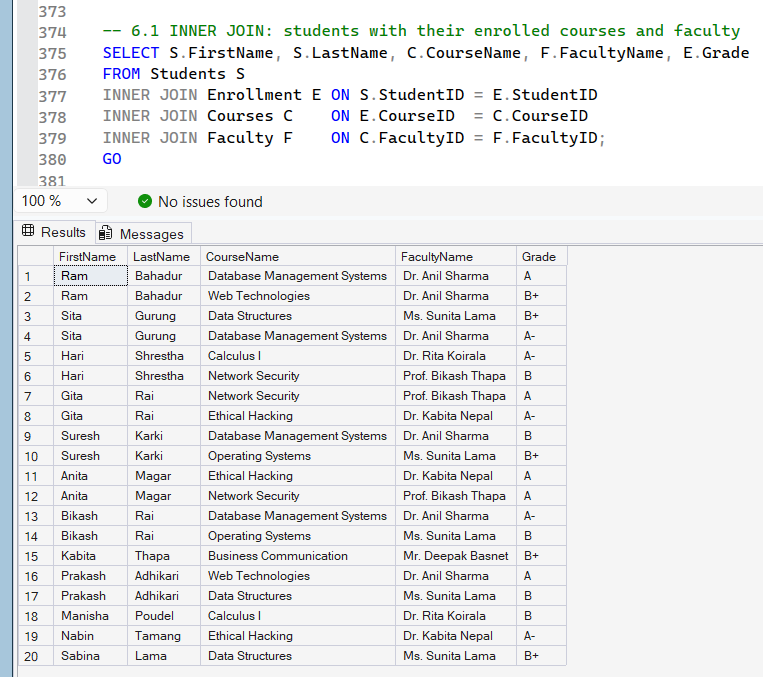 373
374 -- 6.1 INNER JOIN: students with their enrolled courses and faculty
375 SELECT S.FirstName, S.LastName, C.CourseName, F.FacultyName, E.Grade
376 FROM Students S
377 INNER JOIN Enrollment E ON S.StudentID = E.StudentID
378 INNER JOIN Courses C    ON E.CourseID  = C.CourseID
379 INNER JOIN Faculty F    ON C.FacultyID = F.FacultyID;
380 GO
381
100 % No issues found
Results Messages
FirstName LastName CourseName FacultyName Grade
1 Ram Bahadur Database Management Systems Dr. Anil Sharma A
2 Ram Bahadur Web Technologies Dr. Anil Sharma B+
3 Sita Gurung Data Structures Ms. Sunita Lama B+
4 Sita Gurung Database Management Systems Dr. Anil Sharma A-
5 Hari Shrestha Calculus I Dr. Rita Koirala A-
6 Hari Shrestha Network Security Prof. Bikash Thapa B
7 Gita Rai Network Security Prof. Bikash Thapa A
8 Gita Rai Ethical Hacking Dr. Kabita Nepal A-
9 Suresh Karki Database Management Systems Dr. Anil Sharma B
10 Suresh Karki Operating Systems Ms. Sunita Lama B+
11 Anita Magar Ethical Hacking Dr. Kabita Nepal A
12 Anita Magar Network Security Prof. Bikash Thapa A
13 Bikash Rai Database Management Systems Dr. Anil Sharma A-
14 Bikash Rai Operating Systems Ms. Sunita Lama B
15 Kabita Thapa Business Communication Mr. Deepak Basnet B+
16 Prakash Adhikari Web Technologies Dr. Anil Sharma A
17 Prakash Adhikari Data Structures Ms. Sunita Lama B
18 Manisha Poudel Calculus I Dr. Rita Koirala B
19 Nabin Tamang Ethical Hacking Dr. Kabita Nepal A-
20 Sabina Lama Data Structures Ms. Sunita Lama B+